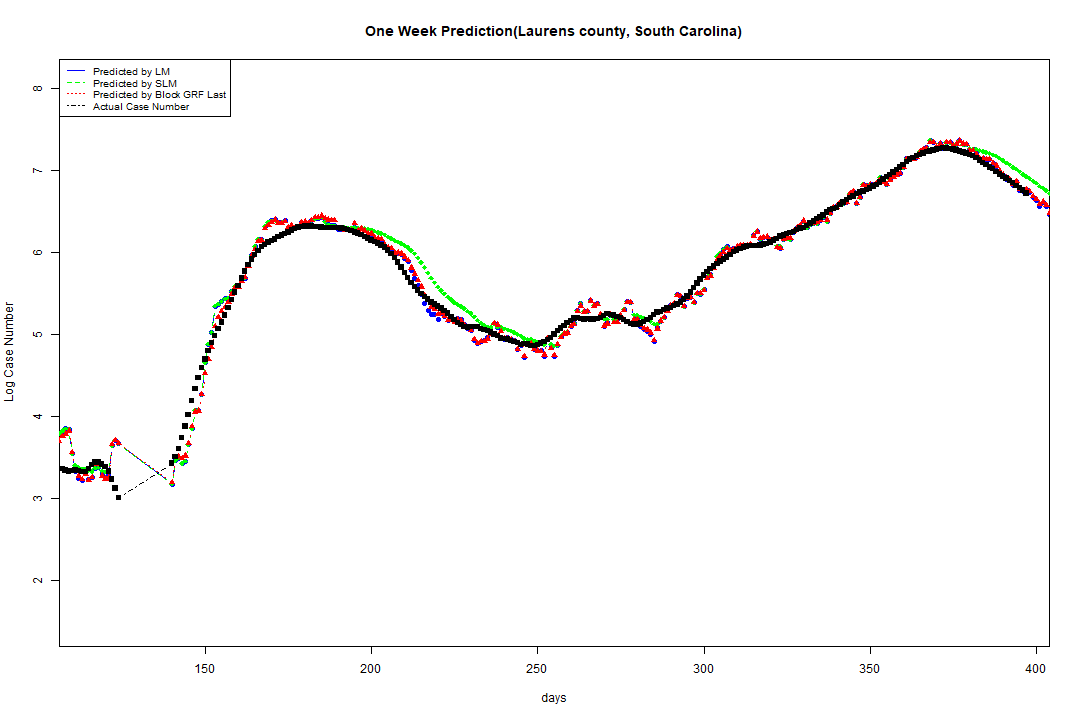 One Week Prediction(Laurens county, South Carolina)
Predicted by LM
Predicted by SLM
Predicted by Block GRF Last
Actual Case Number
8
7
6
5
4
3
2
Log Case Number
150 200 250 300 350 400
days